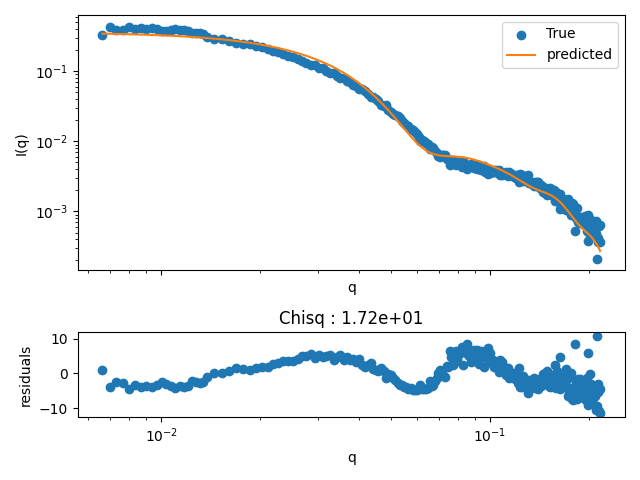 True
predicted
10⁻¹
10⁻²
10⁻³
I(q)
q
Chisq : 1.72e+01
10
0
−10
residuals
10⁻² 10⁻¹
q